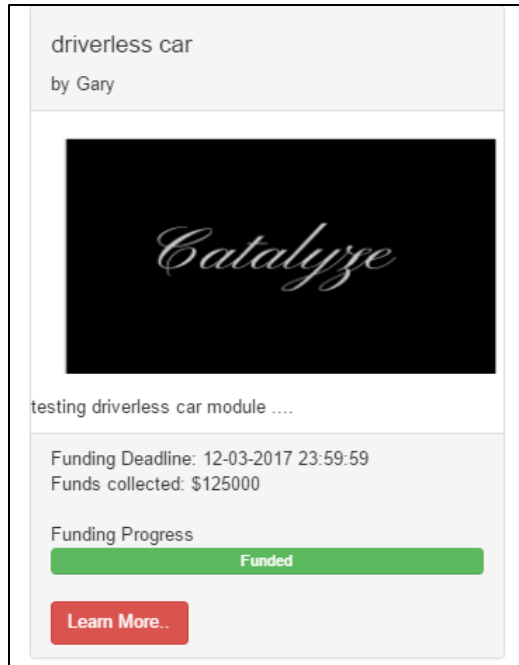 driverless car
by Gary
Catalyze
testing driverless car module ....
Funding Deadline: 12-03-2017 23:59:59
Funds collected: $125000
Funding Progress
Funded
Learn More..